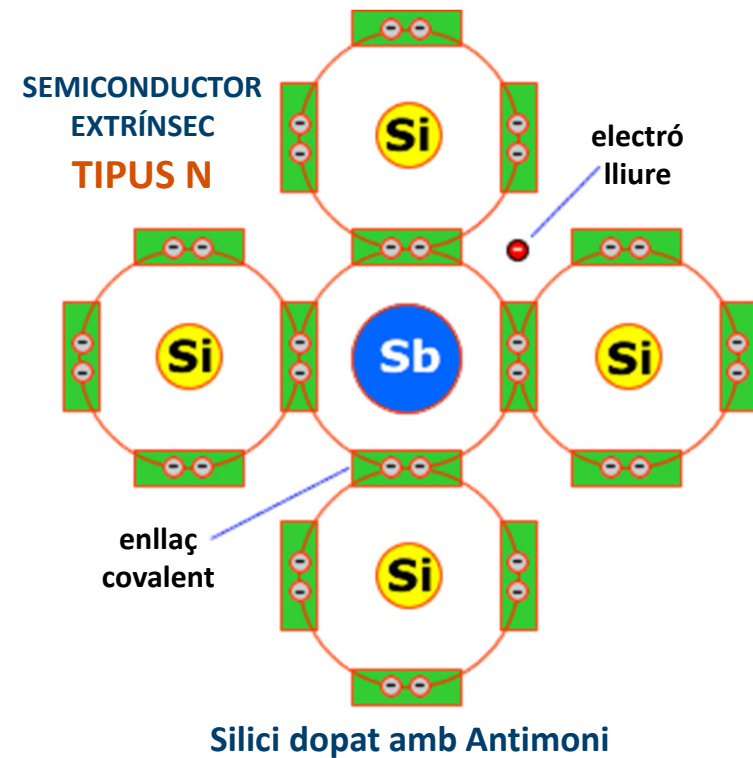 SEMICONDUCTOR
EXTRÍNSEC
TIPUS N
Si
electró
lliure
Si
Sb
Si
enllaç
covalent
Si
Silici dopat amb Antimoni